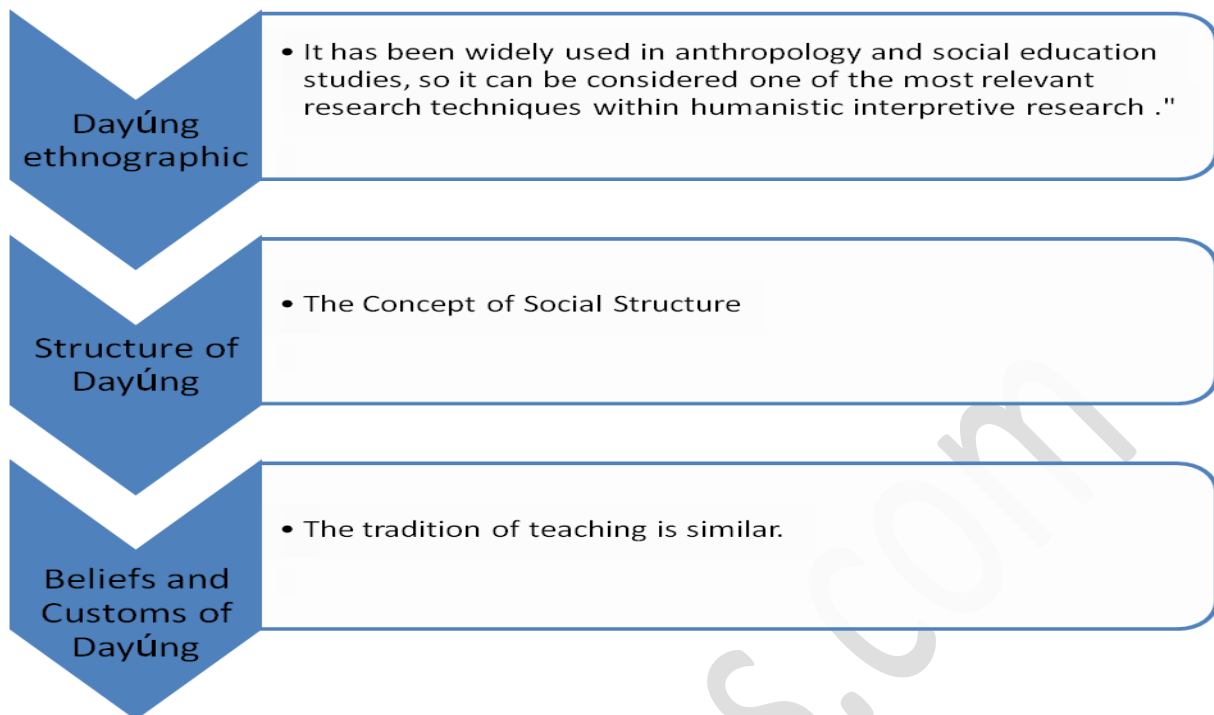 Dayúng
ethnographic
• It has been widely used in anthropology and social education
studies, so it can be considered one of the most relevant
research techniques within humanistic interpretive research ."
Structure of
Dayúng
• The Concept of Social Structure
Beliefs and
Customs of
Dayúng
• The tradition of teaching is similar.
s.com